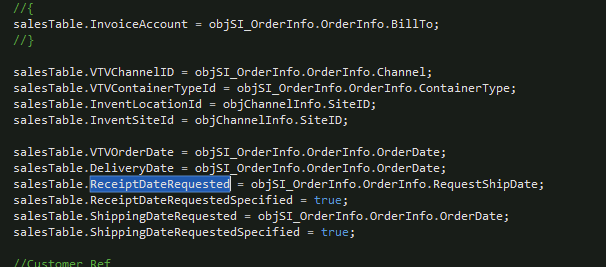 //{
salesTable.InvoiceAccount = objSI_OrderInfo.OrderInfo.BillTo;
//}
salesTable.VTVChannelID = objSI_OrderInfo.OrderInfo.Channel;
salesTable.VTVContainerTypeId = objSI_OrderInfo.OrderInfo.ContainerType;
salesTable.InventLocationId = objChannelInfo.SiteID;
salesTable.InventSiteId = objChannelInfo.SiteID;
salesTable.VTVOrderDate = objSI_OrderInfo.OrderInfo.OrderDate;
salesTable.DeliveryDate = objSI_OrderInfo.OrderInfo.OrderDate;
salesTable.ReceiptDateRequested = objSI_OrderInfo.OrderInfo.RequestShipDate;
salesTable.ReceiptDateRequestedSpecified = true;
salesTable.ShippingDateRequested = objSI_OrderInfo.OrderInfo.OrderDate;
salesTable.ShippingDateRequestedSpecified = true;
//Customer Ref